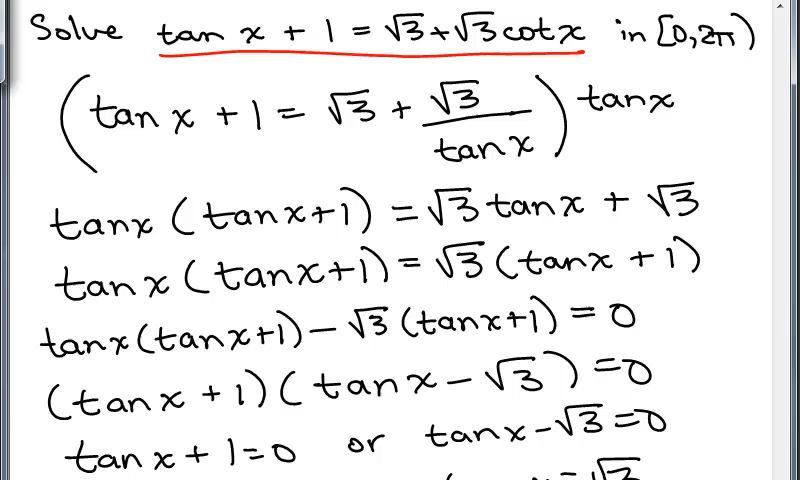 Solve tan x + 1 = √3 + √3 cot x in [0, 2π)
(tan x + 1 = √3 + √3/tan x) tan x
tan x (tan x + 1) = √3 tan x + √3
tan x (tan x + 1) = √3 (tan x + 1)
tan x (tan x + 1) − √3 (tan x + 1) = 0
(tan x + 1)(tan x − √3) = 0
tan x + 1 = 0 or tan x − √3 = 0